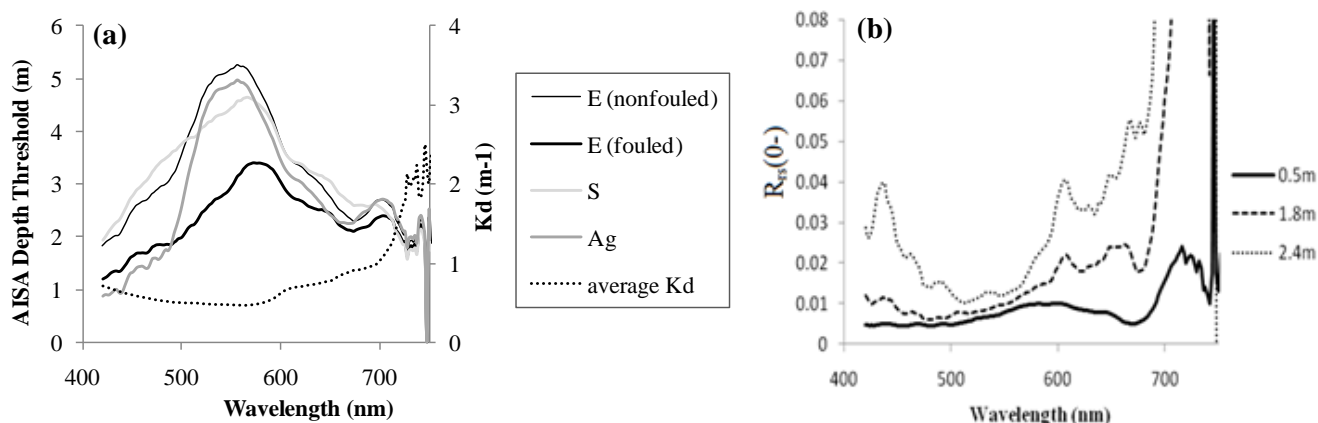 (a)
AISA Depth Threshold (m)
6
5
4
3
2
1
0
4
3
2
1
0
Kd (m-1)
400 500 600 700
Wavelength (nm)
E (nonfouled)
E (fouled)
S
Ag
average Kd
(b)
Rrs(0-)
0.08
0.07
0.06
0.05
0.04
0.03
0.02
0.01
0
400 500 600 700
Wavelength (nm)
0.5m
1.8m
2.4m